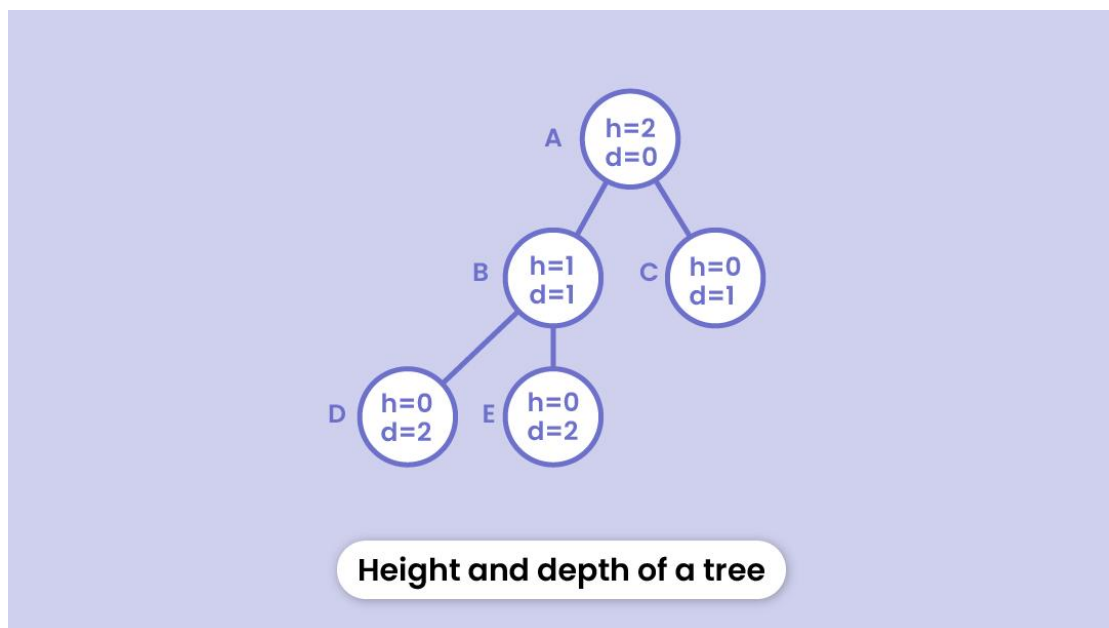 A
h=2
d=0
B
h=1
d=1
C
h=0
d=1
D
h=0
d=2
E
h=0
d=2
Height and depth of a tree